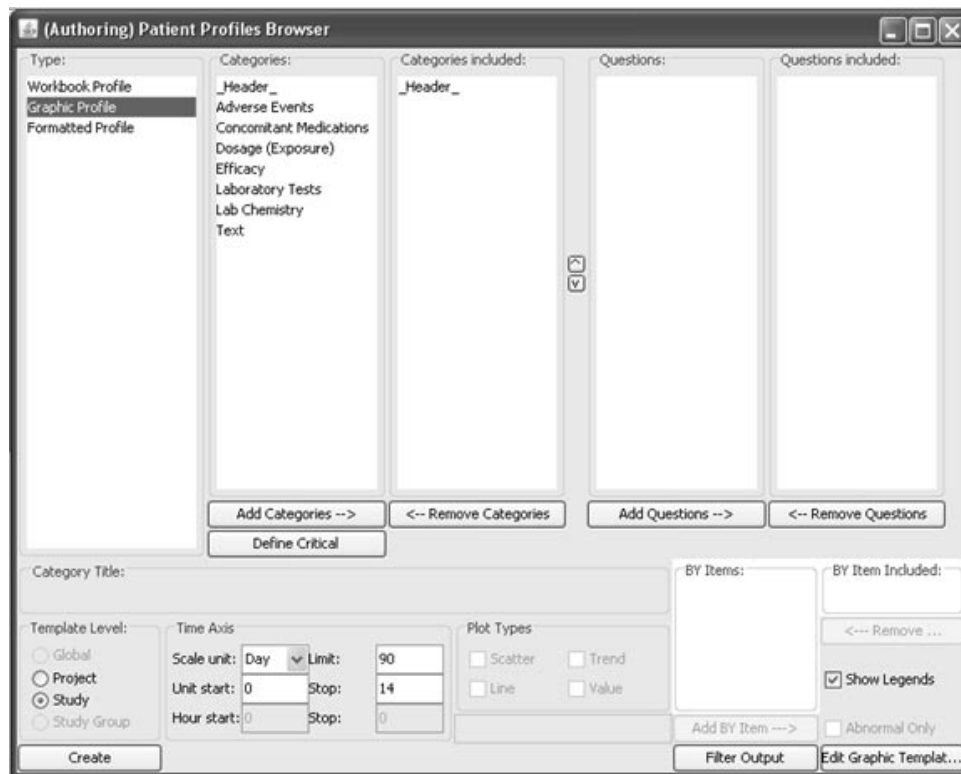 (Authoring) Patient Profiles Browser
Type:
Workbook Profile
Graphic Profile
Formatted Profile
Categories:
_Header_
Adverse Events
Concomitant Medications
Dosage (Exposure)
Efficacy
Laboratory Tests
Lab Chemistry
Text
Categories included:
_Header_
Questions:
Questions included:
Add Categories -->
<-- Remove Categories
Add Questions -->
<-- Remove Questions
Define Critical
Category Title:
BY Items:
BY Item Included:
<--- Remove ...
Template Level:
Global
Project
Study
Study Group
Time Axis
Scale unit: Day Limit: 90
Unit start: 0 Stop: 14
Hour start: 0 Stop: 0
Plot Types
Scatter Trend
Line Value
Show Legends
Add BY Item --->
Abnormal Only
Create
Filter Output
Edit Graphic Templat...